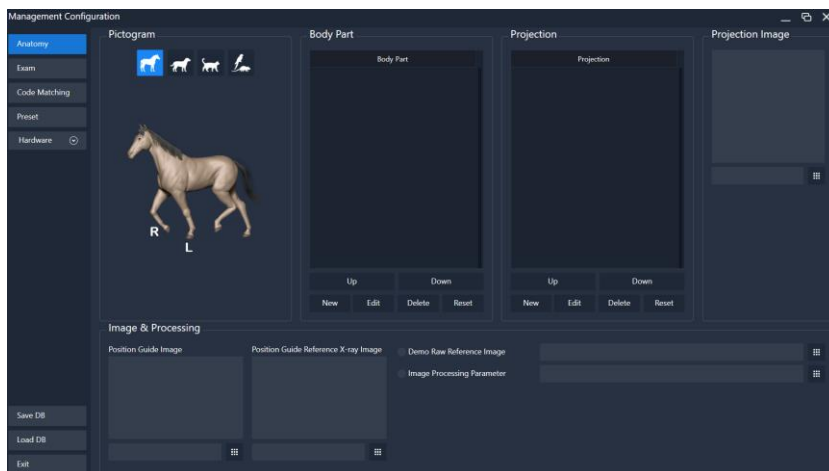 Management Configuration
Anatomy
Exam
Code Matching
Preset
Hardware
Save DB
Load DB
Exit
Pictogram
R
L
Body Part
Body Part
Up Down
New Edit Delete Reset
Projection
Projection
Up Down
New Edit Delete Reset
Projection Image
Image & Processing
Position Guide Image
Position Guide Reference X-ray Image
Demo Raw Reference Image
Image Processing Parameter